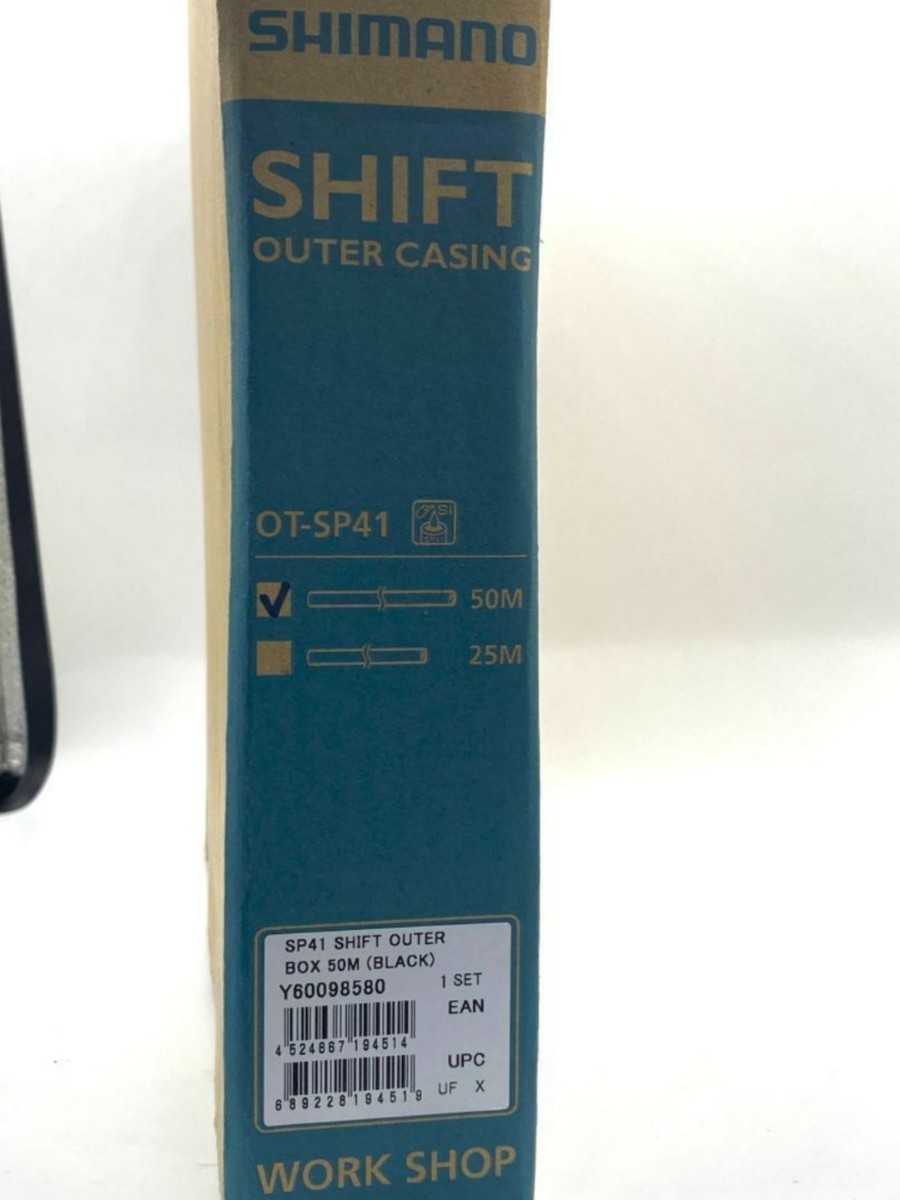 SHIMANO
SHIFT
OUTER CASING
OT-SP41
50M
25M
SP41 SHIFT OUTER
BOX 50M (BLACK)
Y60098580 1 SET
EAN
4 524667 194514
UPC
6 89228 19451 9 UF X
WORK SHOP